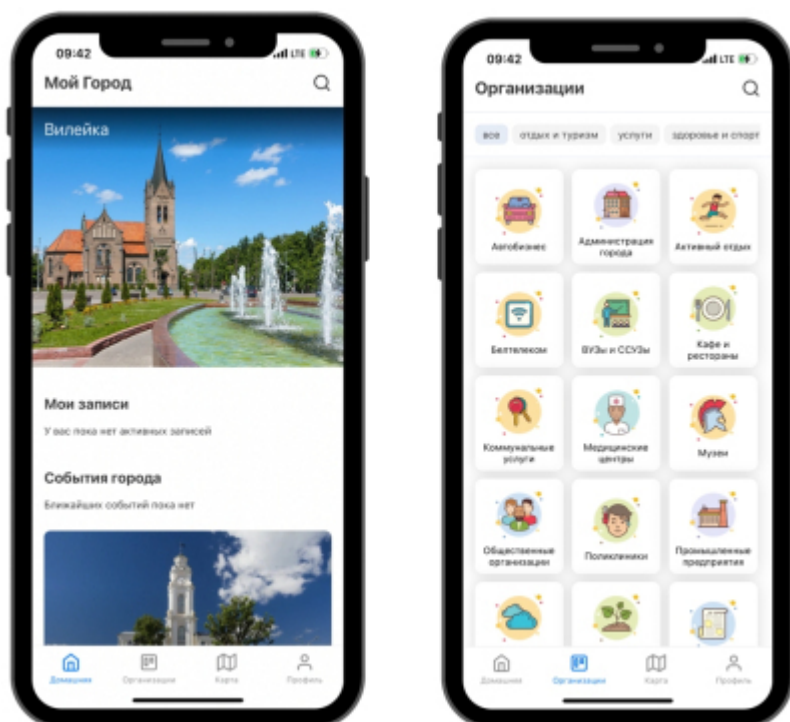 09:42
LTE
Мой Город
Вилейка
Мои записи
У вас пока нет активных записей
События города
Ближайших событий пока нет
Домашняя
Организации
Карта
Профиль
09:42
LTE
Организации
все
отдых и туризм
услуги
здоровье и спорт
Автобизнес
Администрация
города
Активный отдых
Белтелеком
ВУЗы и ССУЗы
Кафе и
рестораны
Коммунальные
услуги
Медицинские
центры
Музеи
Общественные
организации
Поликлиники
Промышленные
предприятия
Домашняя
Организации
Карта
Профиль